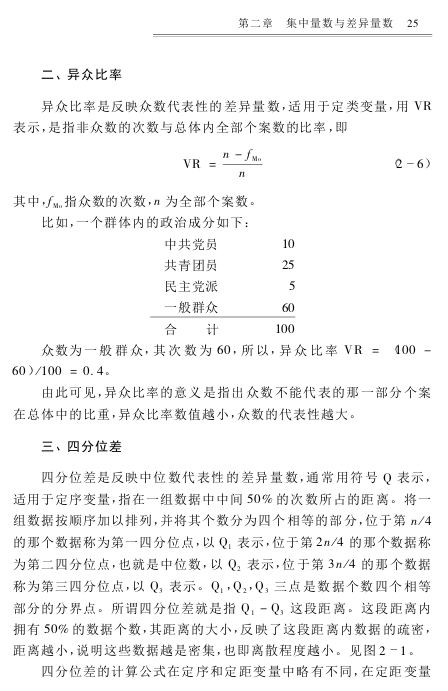 第二章 集中量数与差异量数 25
二、异众比率
异众比率是反映众数代表性的差异量数,适用于定类变量,用 VR
表示,是指非众数的次数与总体内全部个案数的比率,即
VR = (n - fMo) / n (2-6)
其中,fMo指众数的次数,n 为全部个案数。
比如,一个群体内的政治成分如下:
中共党员 10
共青团员 25
民主党派 5
一般群众 60
合 计 100
众数为一般群众,其次数为 60,所以,异众比率 VR = (100 -
60)/100 = 0.4。
由此可见,异众比率的意义是指出众数不能代表的那一部分个案
在总体中的比重,异众比率数值越小,众数的代表性越大。
三、四分位差
四分位差是反映中位数代表性的差异量数,通常用符号 Q 表示,
适用于定序变量,指在一组数据中中间 50% 的次数所占的距离。将一
组数据按顺序加以排列,并将其个数分为四个相等的部分,位于第 n/4
的那个数据称为第一四分位点,以 Q1 表示,位于第 2n/4 的那个数据称
为第二四分位点,也就是中位数,以 Q2 表示,位于第 3n/4 的那个数据
称为第三四分位点,以 Q3 表示。Q1,Q2,Q3 三点是数据个数四个相等
部分的分界点。所谓四分位差就是指 Q1 - Q3 这段距离。这段距离内
拥有 50% 的数据个数,其距离的大小,反映了这段距离内数据的疏密,
距离越小,说明这些数据越是密集,也即离散程度越小。见图 2-1。
四分位差的计算公式在定序和定距变量中略有不同,在定距变量